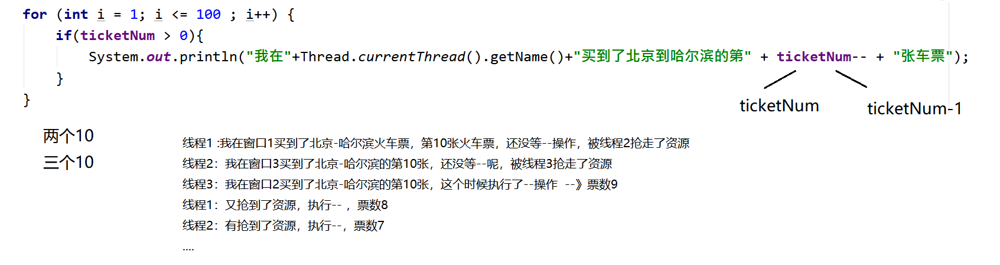 for (int i = 1; i <= 100 ; i++) {
if(ticketNum > 0){
System.out.println("我在"+Thread.currentThread().getName()+"买到了北京到哈尔滨的第" + ticketNum-- + "张车票");
}
}
ticketNum
ticketNum-1
两个10
三个10
线程1 :我在窗口1买到了北京-哈尔滨火车票，第10张火车票，还没等--操作，被线程2抢走了资源
线程2：我在窗口3买到了北京-哈尔滨的第10张，还没等--呢，被线程3抢走了资源
线程3：我在窗口2买到了北京-哈尔滨的第10张，这个时候执行了--操作 --》票数9
线程1：又抢到了资源，执行-- ，票数8
线程2：有抢到了资源，执行--，票数7
....